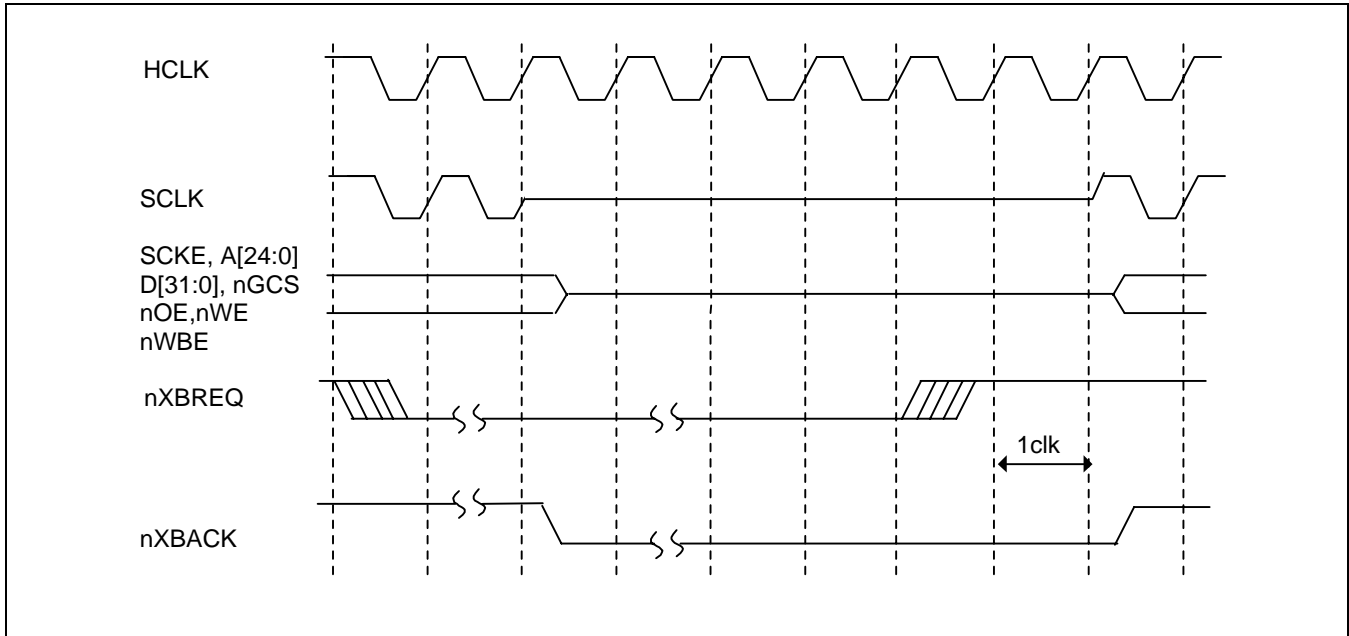 HCLK
SCLK
SCKE, A[24:0]
D[31:0], nGCS
nOE,nWE
nWBE
nXBREQ
1clk
nXBACK